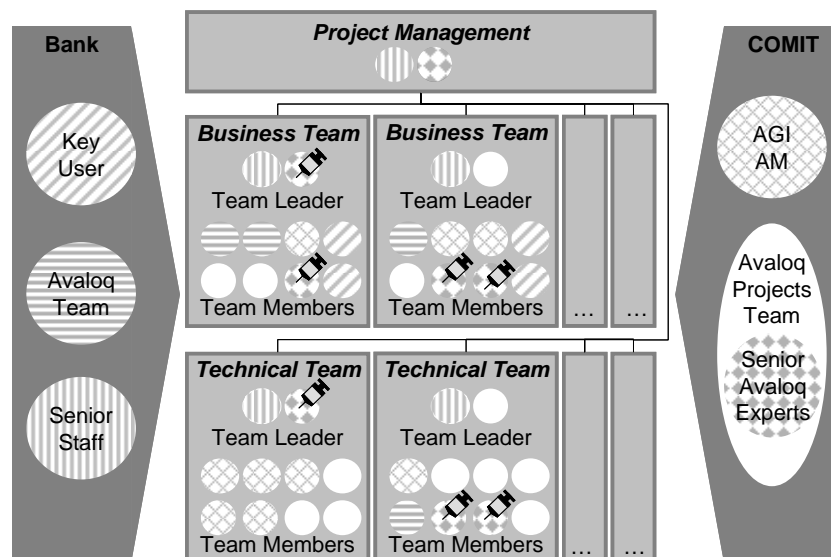 Bank
Project Management
COMIT
Key
User
Avaloq
Team
Senior
Staff
Business Team
Team Leader
Team Members
Business Team
Team Leader
Team Members
…
…
Technical Team
Team Leader
Team Members
Technical Team
Team Leader
Team Members
…
…
AGI
AM
Avaloq
Projects
Team
Senior
Avaloq
Experts